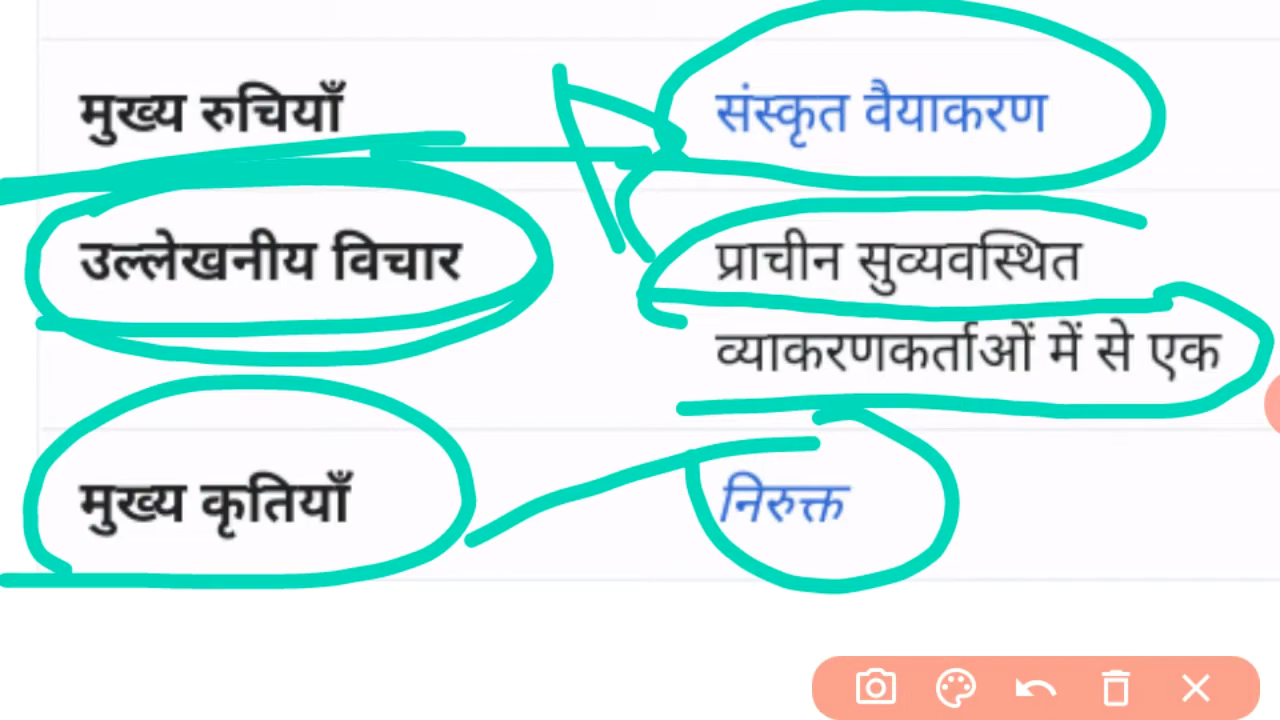 मुख्य रुचियाँ संस्कृत वैयाकरण
उल्लेखनीय विचार प्राचीन सुव्यवस्थित
व्याकरणकर्ताओं में से एक
मुख्य कृतियाँ निरुक्त